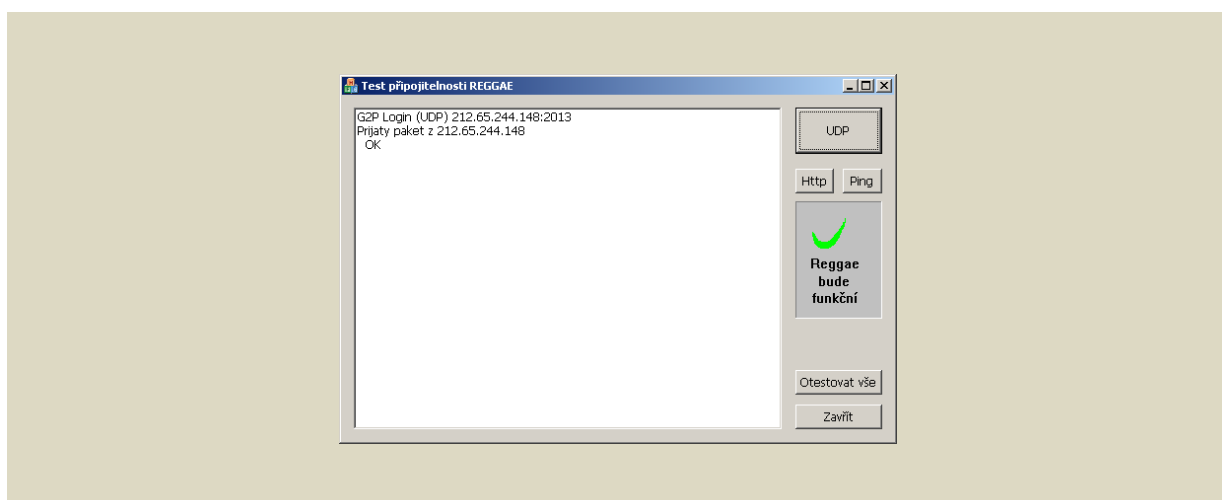 Test připojitelnosti REGGAE
G2P Login (UDP) 212.65.244.148:2013
Prijaty paket z 212.65.244.148
OK
UDP
Http
Ping
Reggae
bude
funkční
Otestovat vše
Zavřít